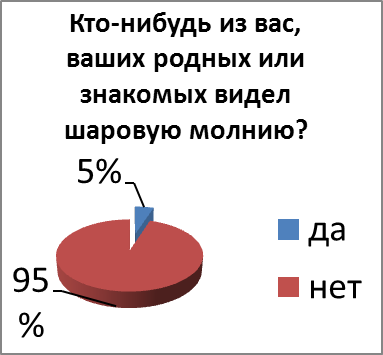 Кто-нибудь из вас,
ваших родных или
знакомых видел
шаровую молнию?
5%
да
95
%
нет